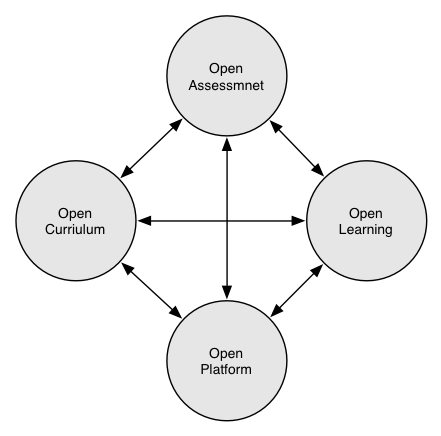 Open
Assessmnet
Open
Curriulum
Open
Learning
Open
Platform